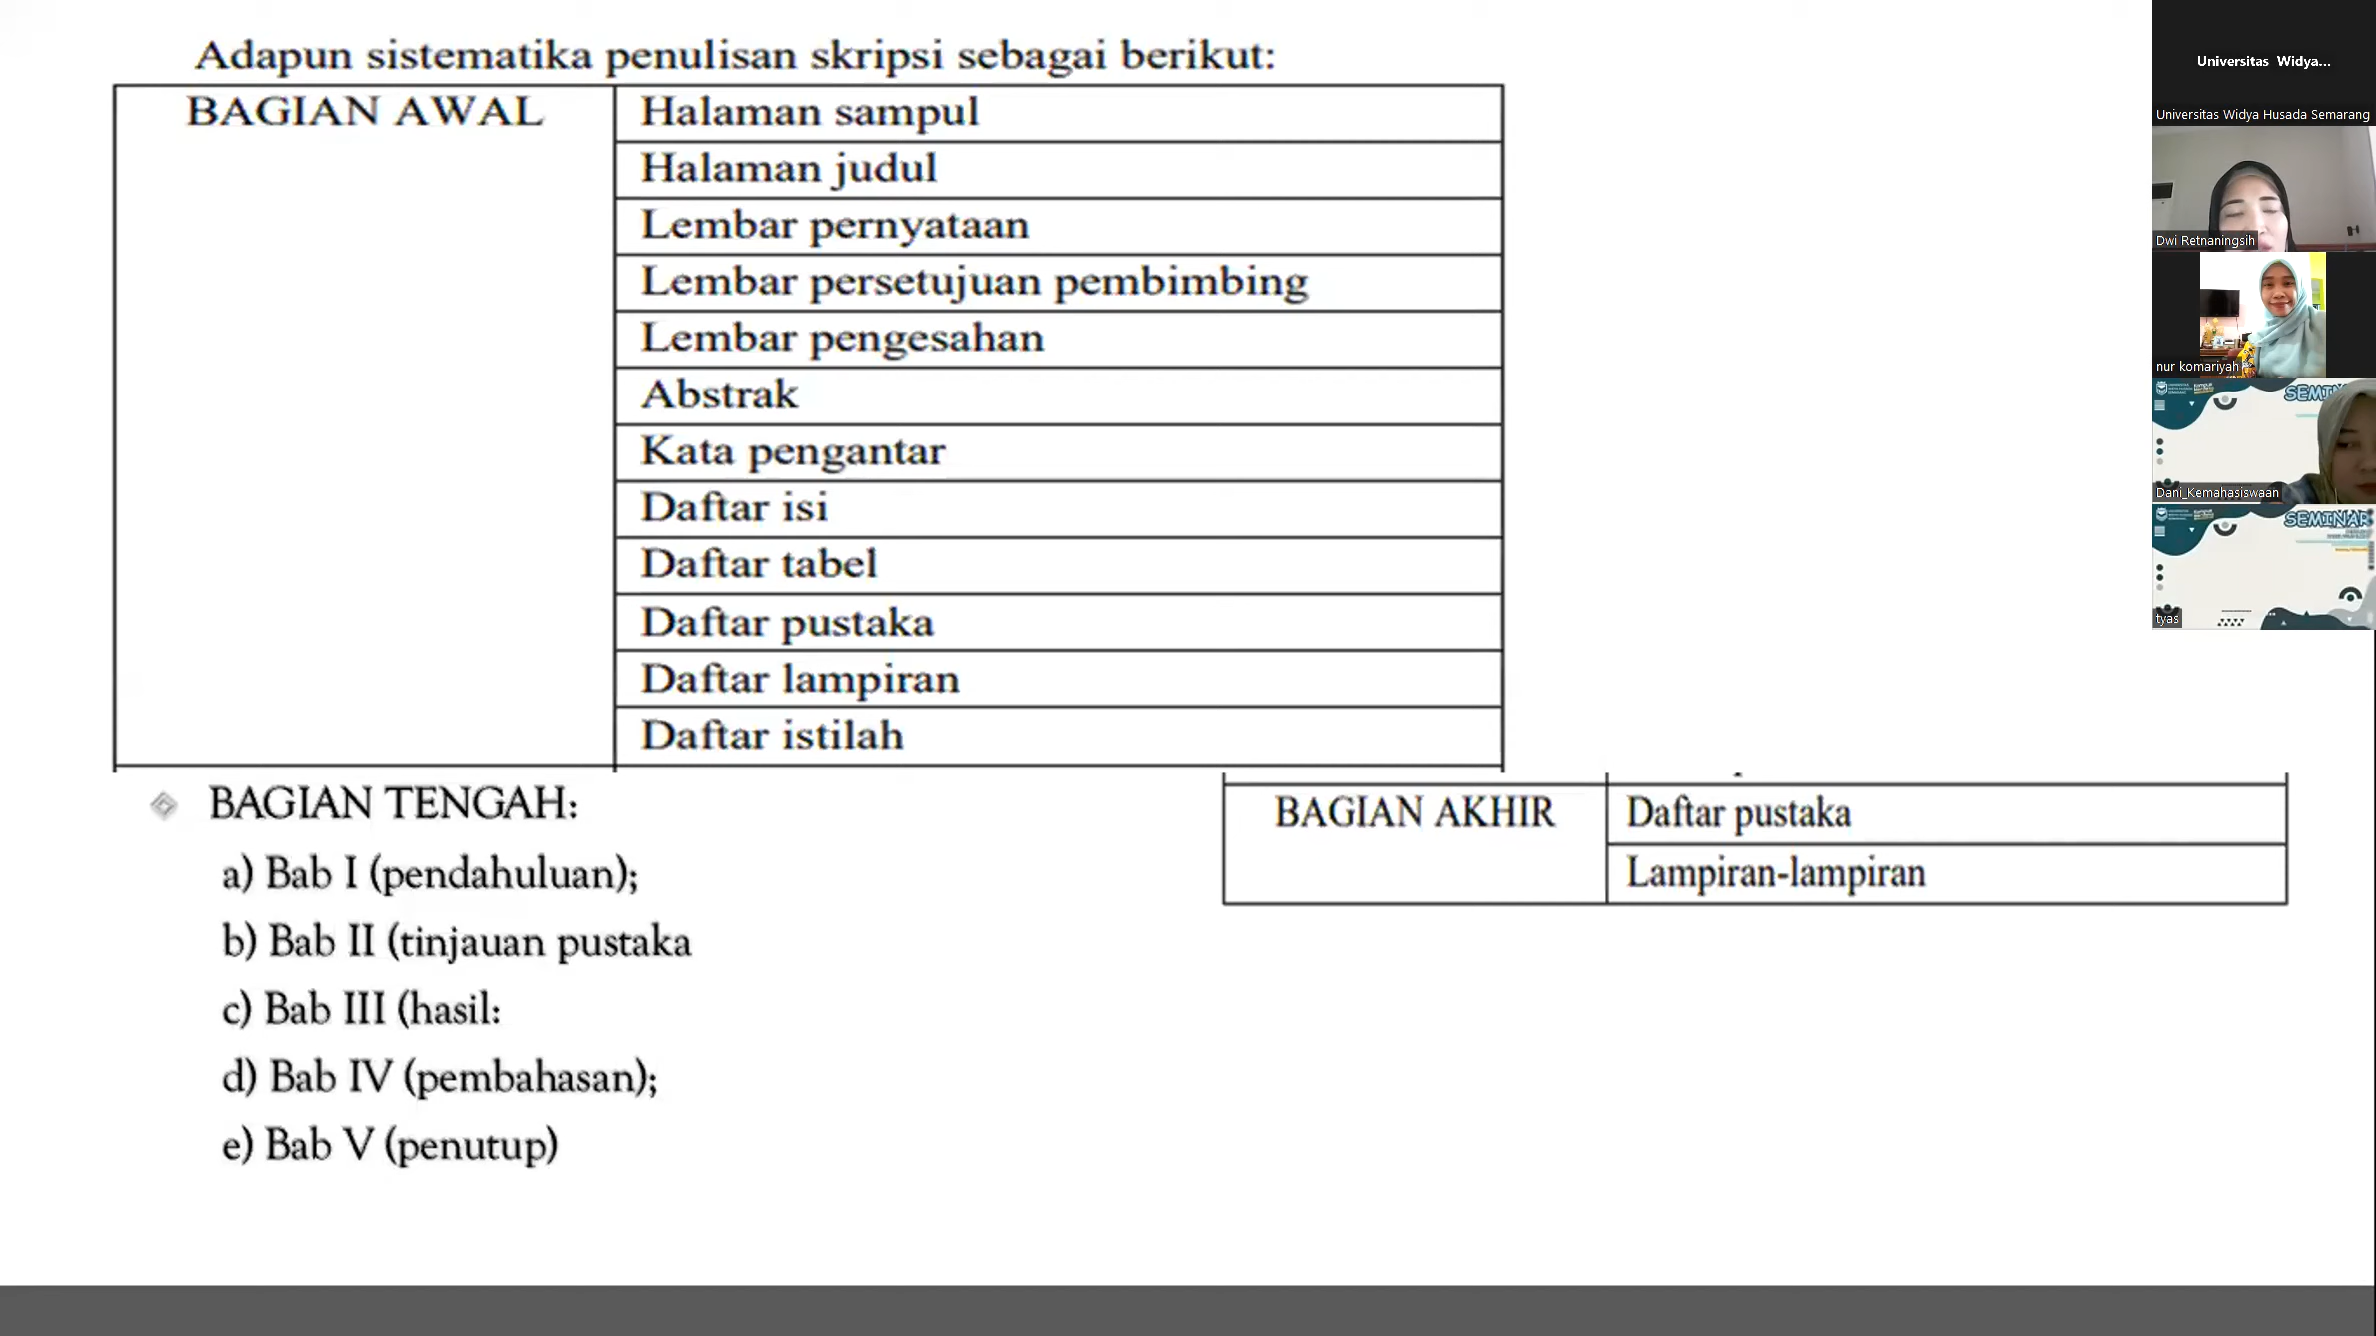 Adapun sistematika penulisan skripsi sebagai berikut:
BAGIAN AWAL
Halaman sampul
Halaman judul
Lembar pernyataan
Lembar persetujuan pembimbing
Lembar pengesahan
Abstrak
Kata pengantar
Daftar isi
Daftar tabel
Daftar pustaka
Daftar lampiran
Daftar istilah
BAGIAN TENGAH:
a) Bab I (pendahuluan);
b) Bab II (tinjauan pustaka
c) Bab III (hasil:
d) Bab IV (pembahasan);
e) Bab V (penutup)
BAGIAN AKHIR
Daftar pustaka
Lampiran-lampiran
Universitas Widya...
Universitas Widya Husada Semarang
Dwi Retnaningsih
nur komariyah
SEMI
Dani_Kemahasiswaan
SEMINAR
tyas